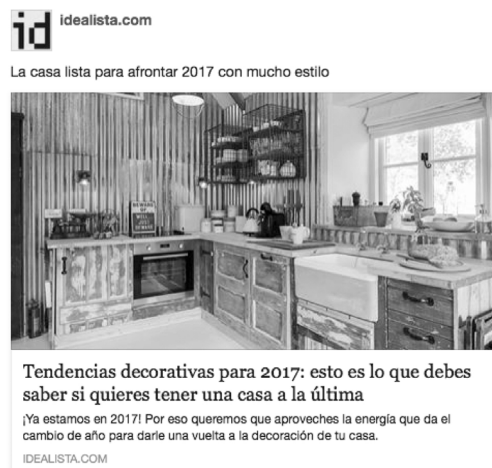 id
idealista.com
La casa lista para afrontar 2017 con mucho estilo
Tendencias decorativas para 2017: esto es lo que debes
saber si quieres tener una casa a la última
¡Ya estamos en 2017! Por eso queremos que aproveches la energía que da el
cambio de año para darle una vuelta a la decoración de tu casa.
IDEALISTA.COM